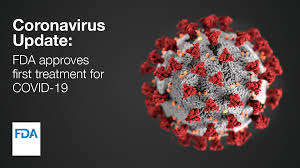 Coronavirus
Update:
FDA approves
first treatment for
COVID-19
FDA